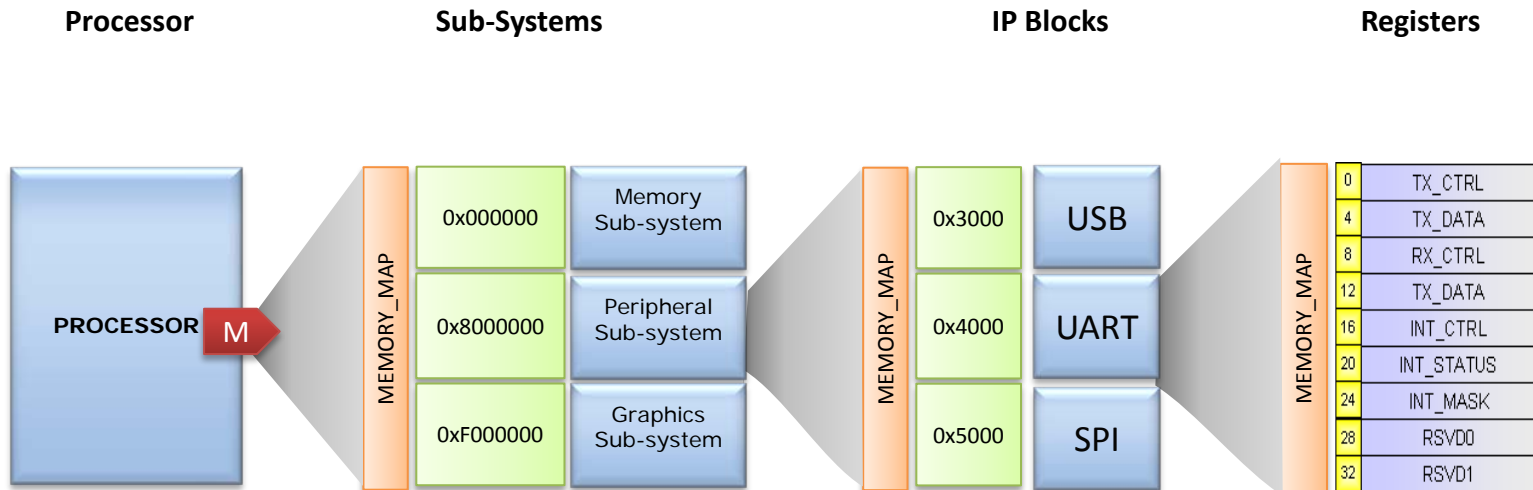 Processor
Sub-Systems
IP Blocks
Registers
PROCESSOR
M
MEMORY_MAP
0x000000
Memory
Sub-system
0x8000000
Peripheral
Sub-system
0xF000000
Graphics
Sub-system
MEMORY_MAP
0x3000
USB
0x4000
UART
0x5000
SPI
MEMORY_MAP
0 TX_CTRL
4 TX_DATA
8 RX_CTRL
12 TX_DATA
16 INT_CTRL
20 INT_STATUS
24 INT_MASK
28 RSVD0
32 RSVD1